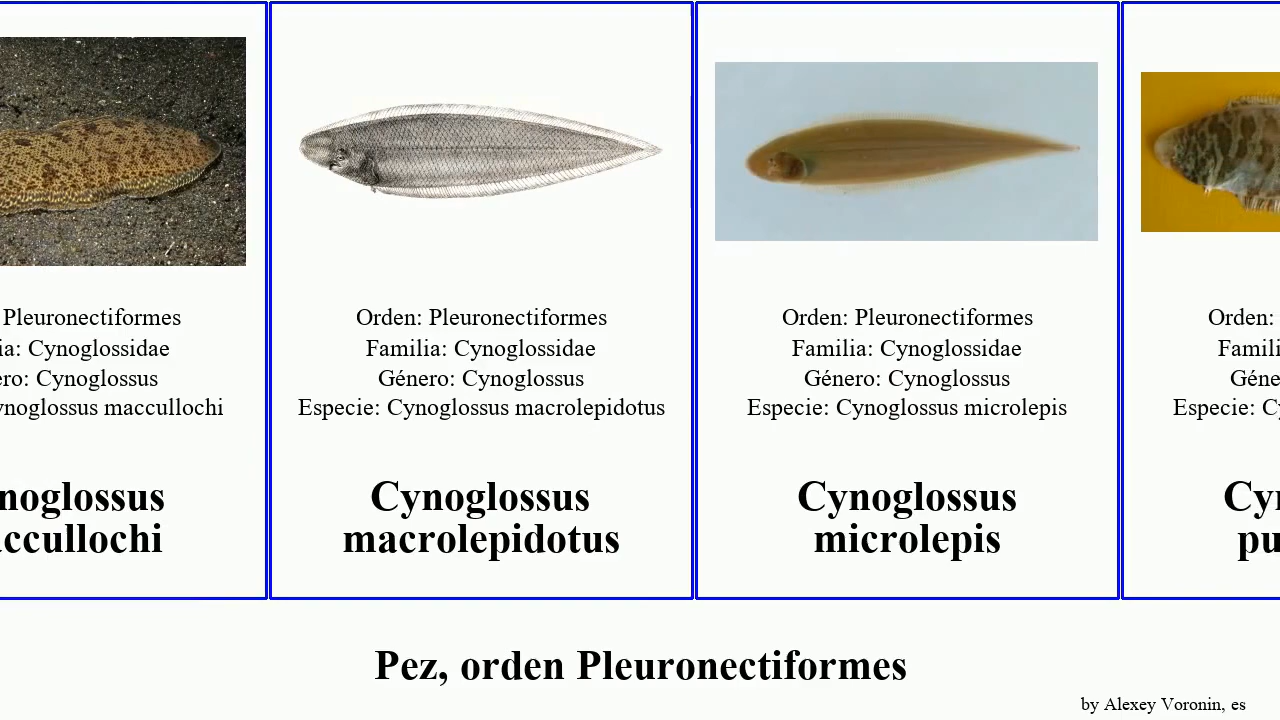 Pleuronectiformes
ia: Cynoglossidae
ero: Cynoglossus
ynoglossus maccullochi
noglossus
accullochi
Orden: Pleuronectiformes
Familia: Cynoglossidae
Género: Cynoglossus
Especie: Cynoglossus macrolepidotus
Cynoglossus
macrolepidotus
Orden: Pleuronectiformes
Familia: Cynoglossidae
Género: Cynoglossus
Especie: Cynoglossus microlepis
Cynoglossus
microlepis
Orden:
Famili
Géne
Especie: Cy
Cyn
pu
Pez, orden Pleuronectiformes
by Alexey Voronin, es